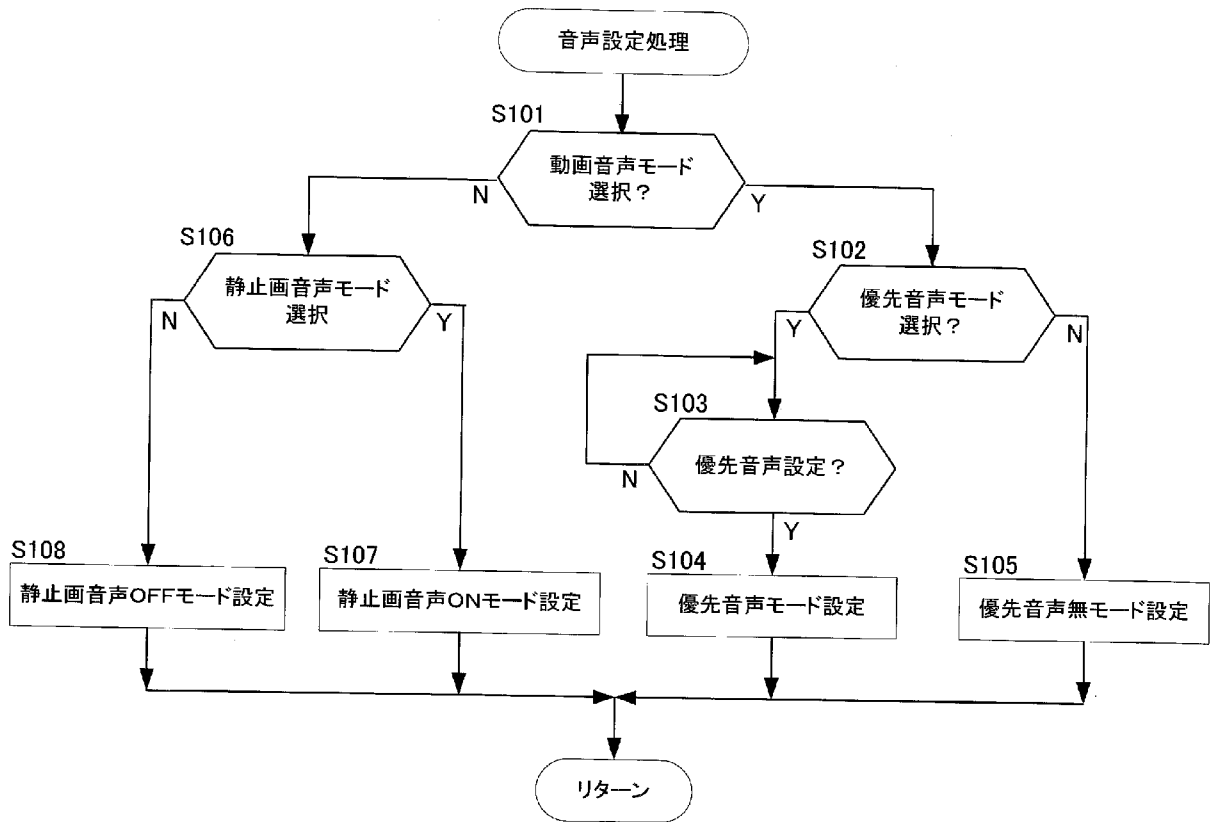 音声設定処理
S101
動画音声モード
選択？
N
Y
S106
静止画音声モード
選択
N
Y
S102
優先音声モード
選択？
Y
N
S103
優先音声設定？
N
Y
S108
静止画音声OFFモード設定
S107
静止画音声ONモード設定
S104
優先音声モード設定
S105
優先音声無モード設定
リターン